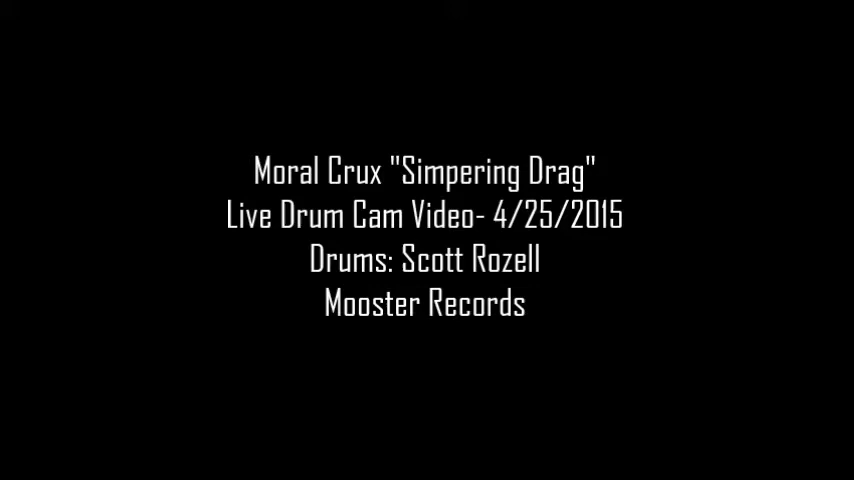 Moral Crux "Simpering Drag"
Live Drum Cam Video- 4/25/2015
Drums: Scott Rozell
Mooster Records